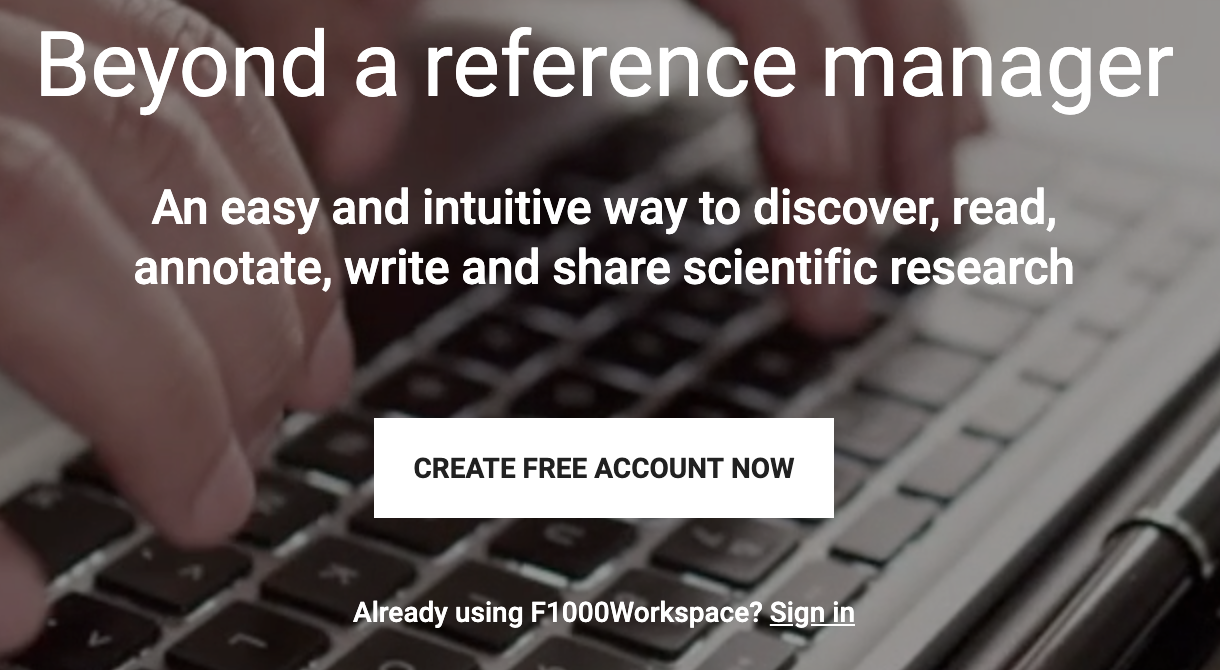 Beyond a reference manager
An easy and intuitive way to discover, read,
annotate, write and share scientific research
CREATE FREE ACCOUNT NOW
Already using F1000Workspace? Sign in